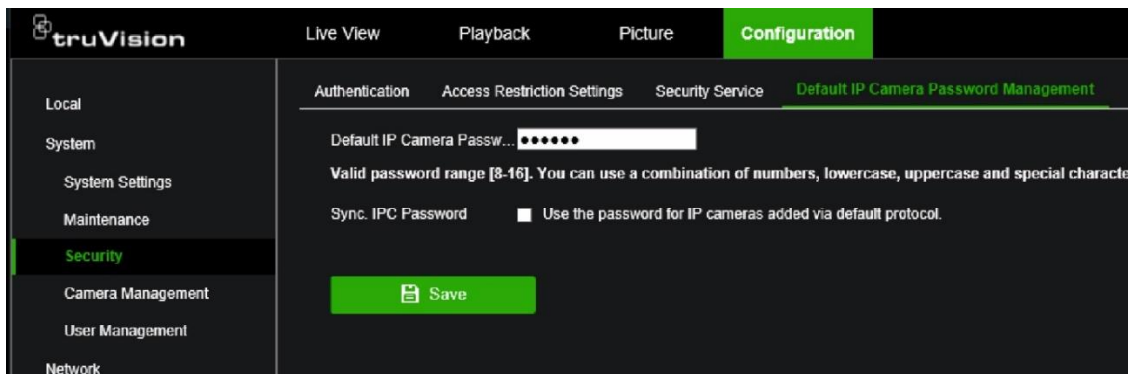 truVision
Live View Playback Picture Configuration
Local
System
System Settings
Maintenance
Security
Camera Management
User Management
Network
Authentication Access Restriction Settings Security Service Default IP Camera Password Management
Default IP Camera Passw... ●●●●●●
Valid password range [8-16]. You can use a combination of numbers, lowercase, uppercase and special characte
Sync. IPC Password Use the password for IP cameras added via default protocol.
Save